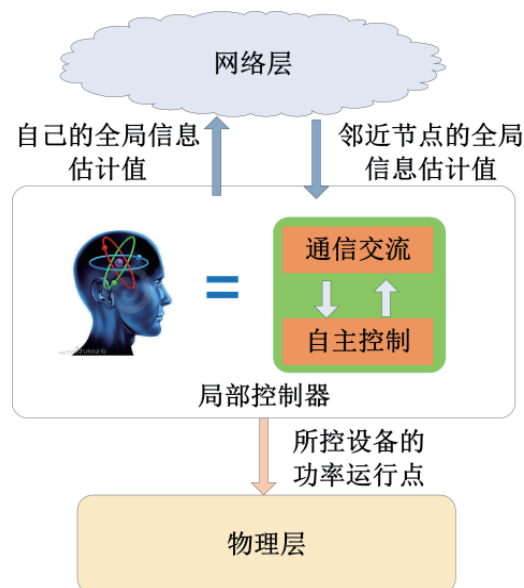 网络层
自己的全局信息
估计值
邻近节点的全局
信息估计值
通信交流
=
自主控制
局部控制器
所控设备的
功率运行点
物理层